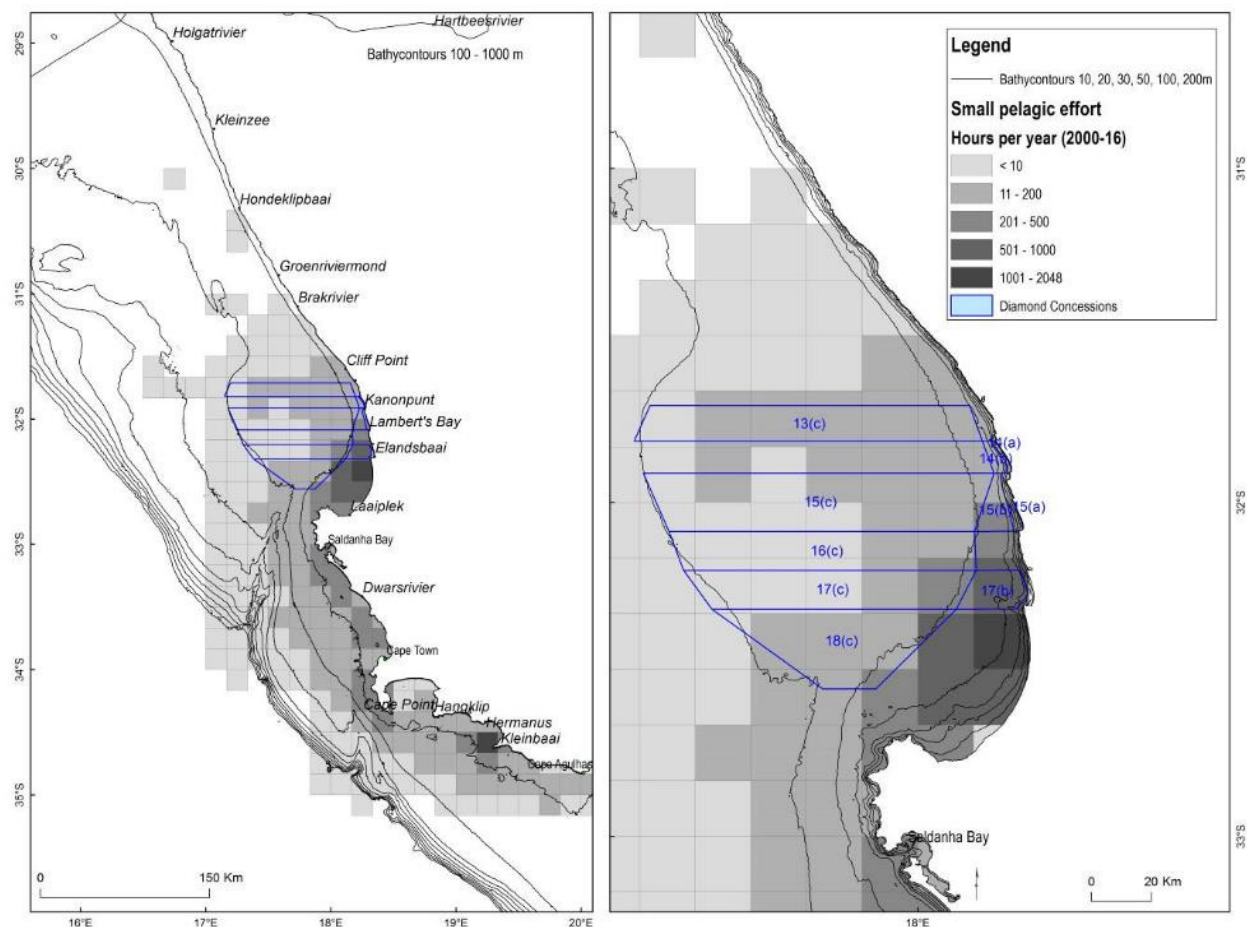 Hartbeelsrivier
29°S
Holgatrivier
Bathycontours 100 - 1000 m
Kleinzee
30°S
Hondeklipbaai
Groenriviermond
31°S
Brakrivier
Cliff Point
Kanonpunt
32°S
Lambert's Bay
Elandsbaai
Laaiplek
33°S
Saldanha Bay
Dwarsrivier
34°S
Cape Town
Cape Point
Hangklip
Hermanus
Kleinbaai
Cape Agulhas
35°S
0
150 Km
16°E
17°E
18°E
19°E
20°E
Legend
Bathycontours 10, 20, 30, 50, 100, 200m
Small pelagic effort
Hours per year (2000-16)
< 10
11 - 200
201 - 500
501 - 1000
1001 - 2048
Diamond Concessions
31°S
13(c)
14(a)
15(c)
15(b)
15(a)
32°S
16(c)
17(c)
17(b)
18(c)
Saldanha Bay
33°S
0
20 Km
18°E